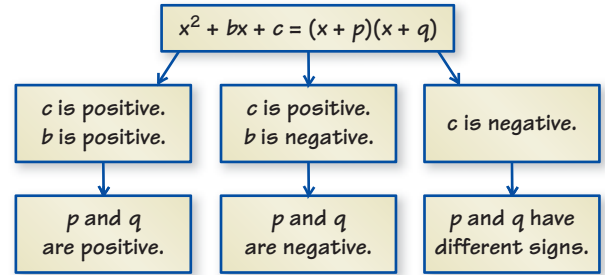 x² + bx + c = (x + p)(x + q)
c is positive.
b is positive.
c is positive.
b is negative.
c is negative.
p and q
are positive.
p and q
are negative.
p and q have
different signs.